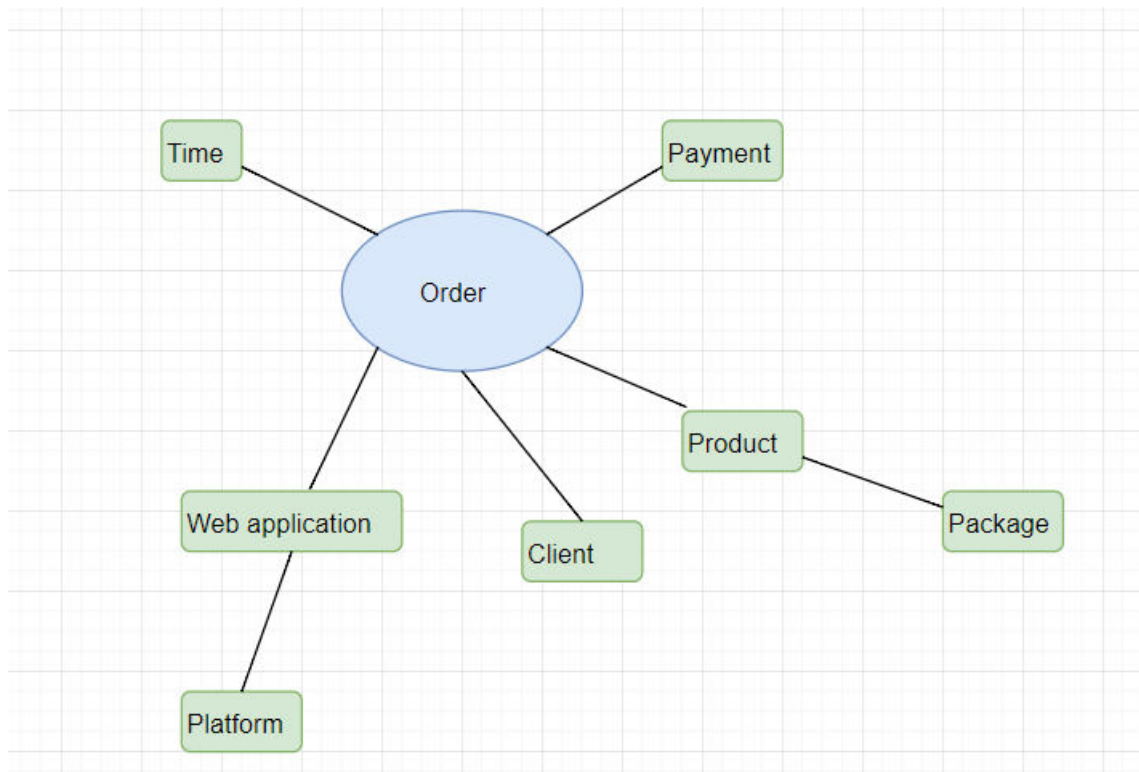 Time
Payment
Order
Product
Web application
Package
Client
Platform